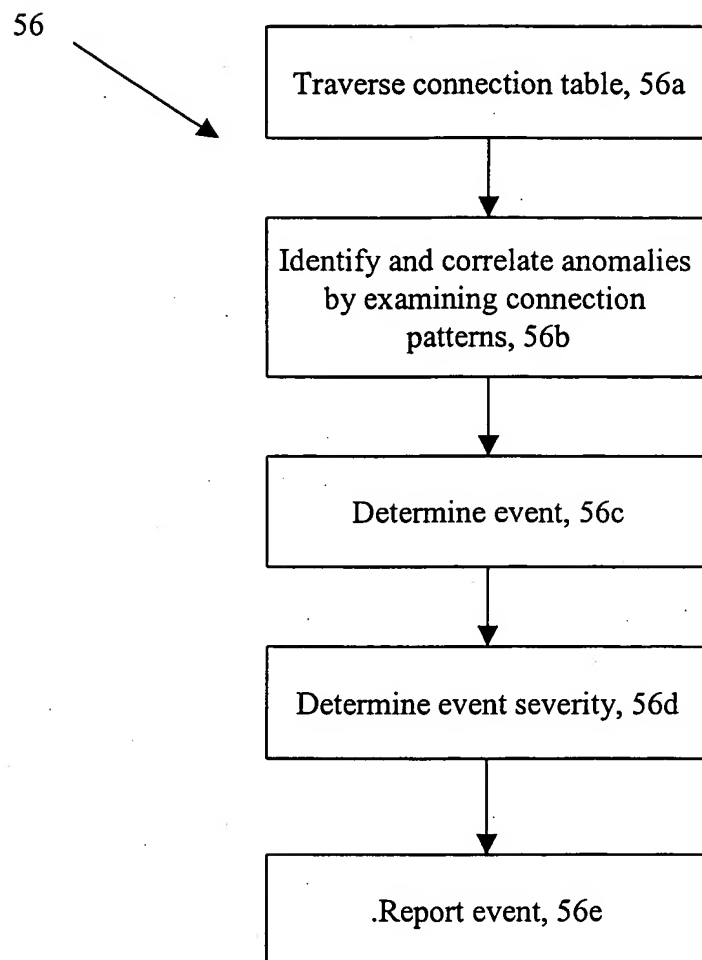 56
Traverse connection table, 56a
Identify and correlate anomalies
by examining connection
patterns, 56b
Determine event, 56c
Determine event severity, 56d
.Report event, 56e